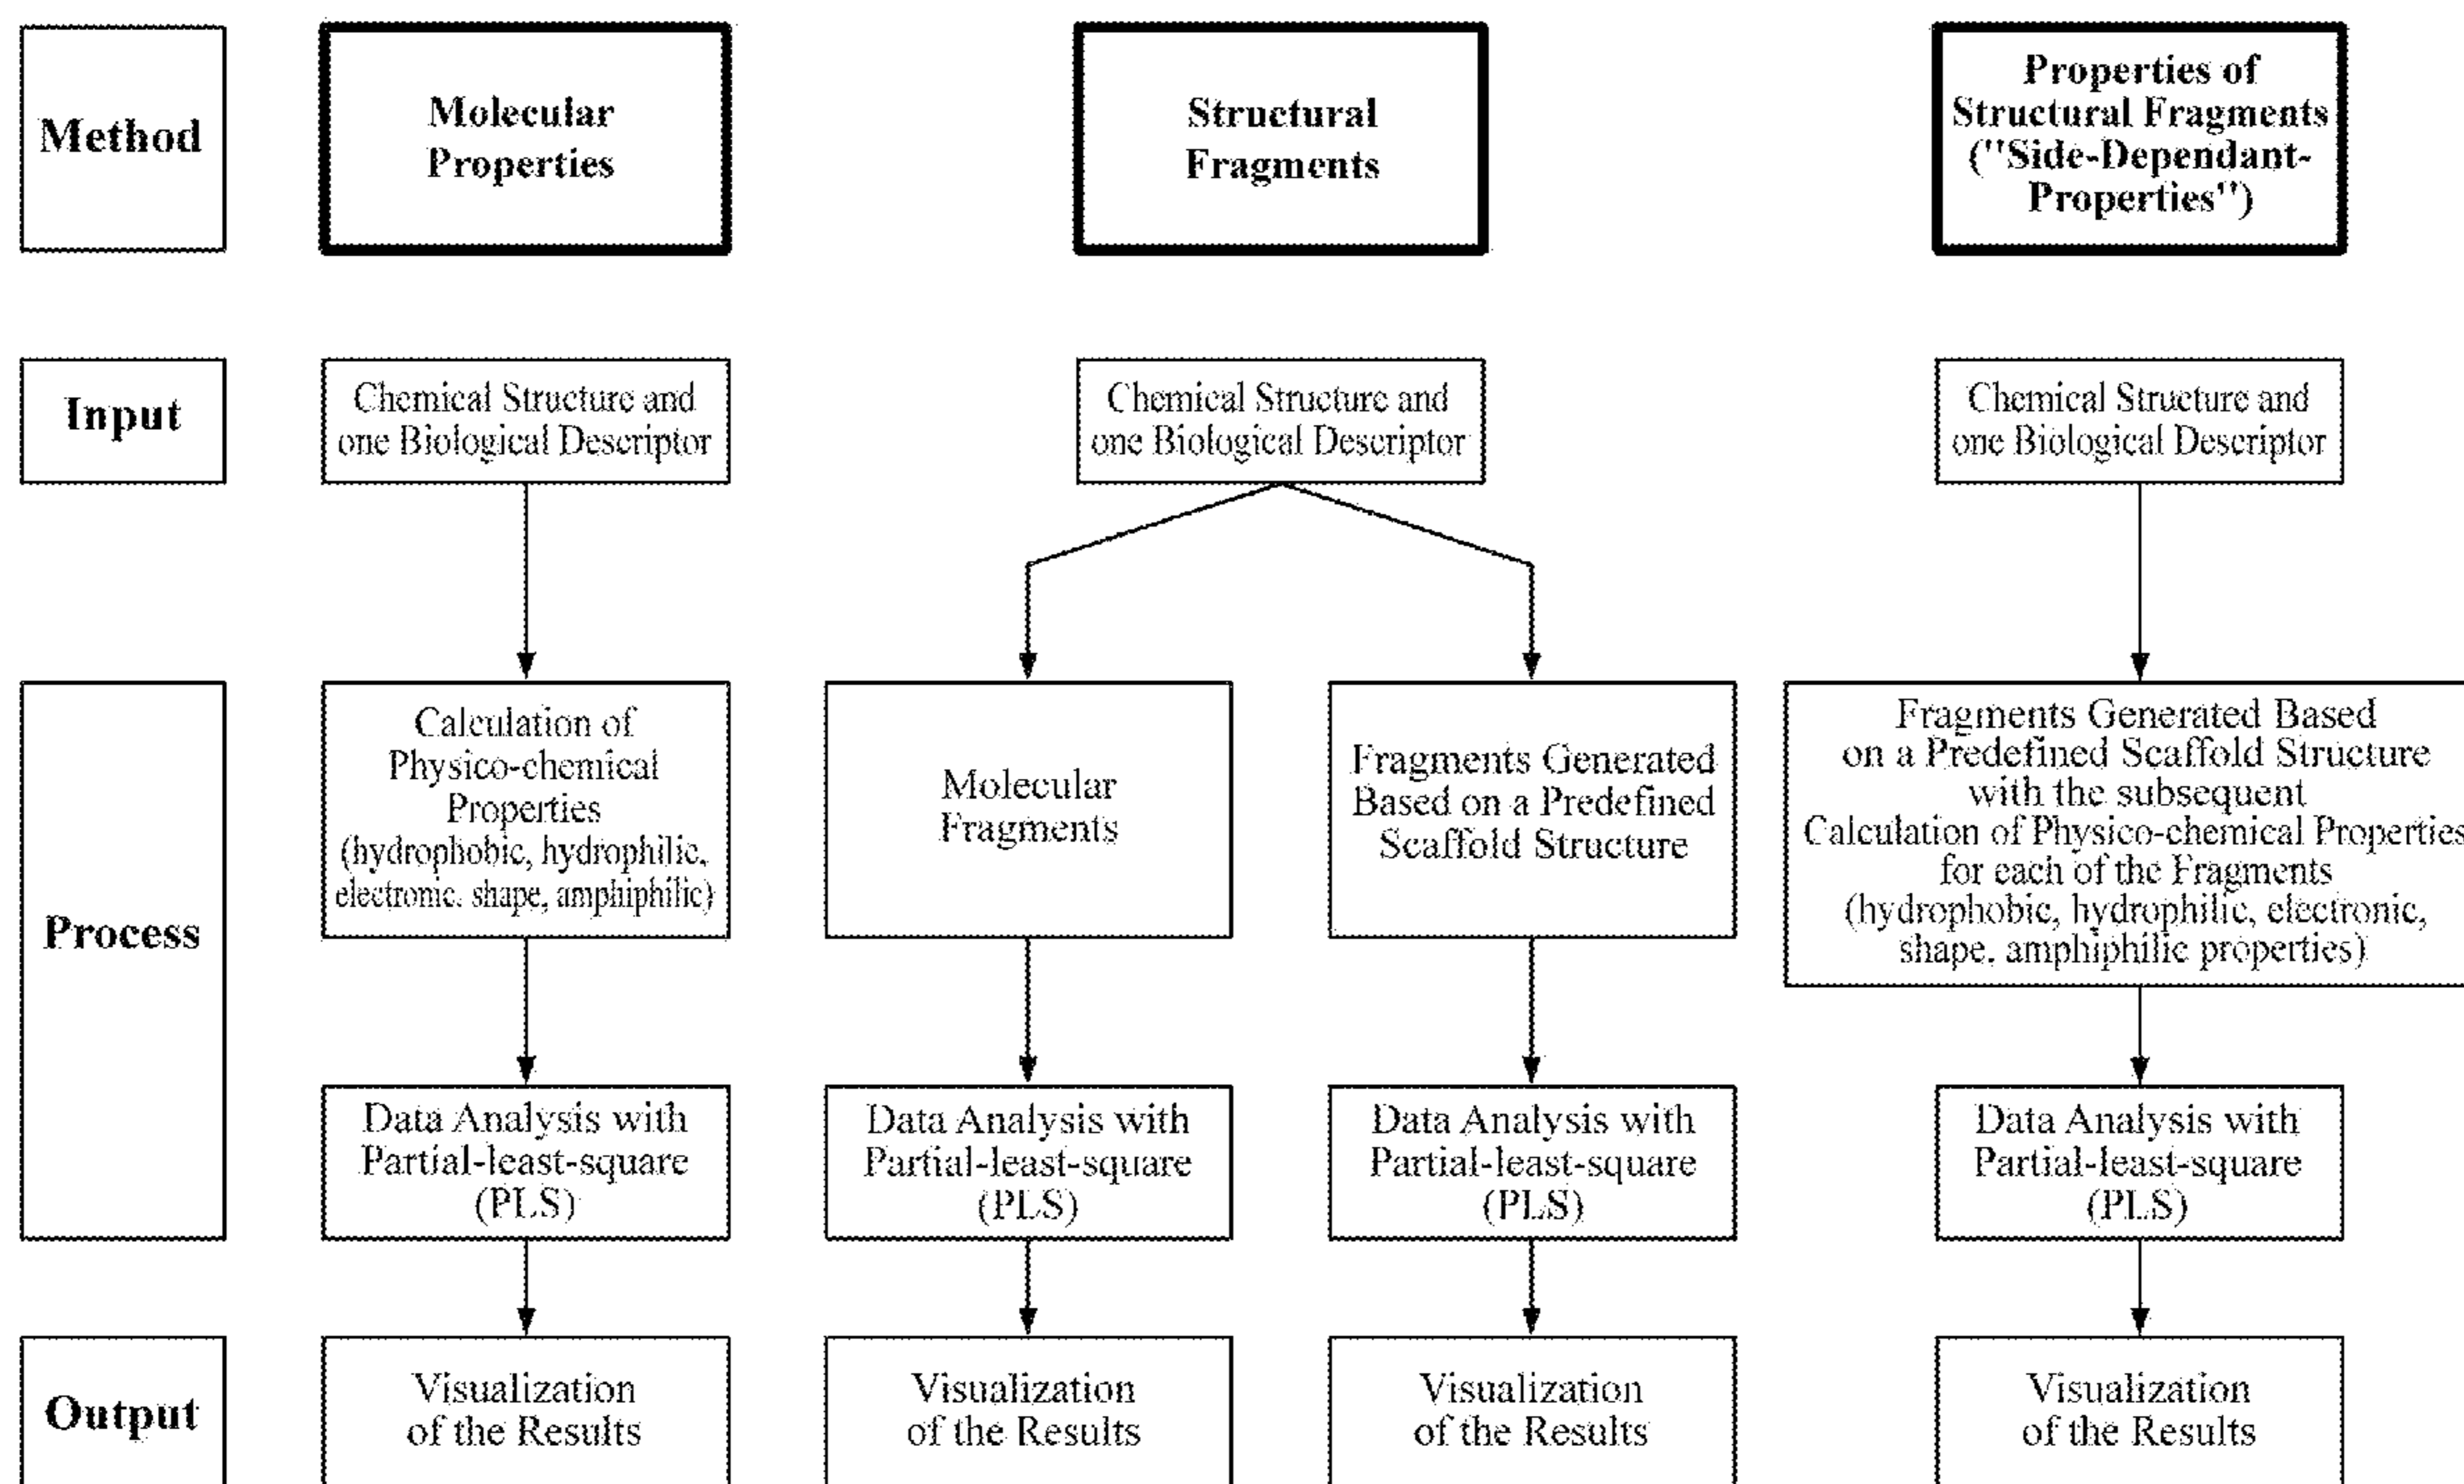 Method
Molecular
Properties
Structural
Fragments
Properties of
Structural Fragments
("Side-Dependant-
Properties")
Input
Chemical Structure and
one Biological Descriptor
Chemical Structure and
one Biological Descriptor
Chemical Structure and
one Biological Descriptor
Process
Calculation of
Physico-chemical
Properties
(hydrophobic, hydrophilic,
electronic, shape, amphiphilic)
Molecular
Fragments
Fragments Generated
Based on a Predefined
Scaffold Structure
Fragments Generated Based
on a Predefined Scaffold Structure
with the subsequent
Calculation of Physico-chemical Properties
for each of the Fragments
(hydrophobic, hydrophilic, electronic,
shape, amphiphilic properties)
Data Analysis with
Partial-least-square
(PLS)
Data Analysis with
Partial-least-square
(PLS)
Data Analysis with
Partial-least-square
(PLS)
Data Analysis with
Partial-least-square
(PLS)
Output
Visualization
of the Results
Visualization
of the Results
Visualization
of the Results
Visualization
of the Results